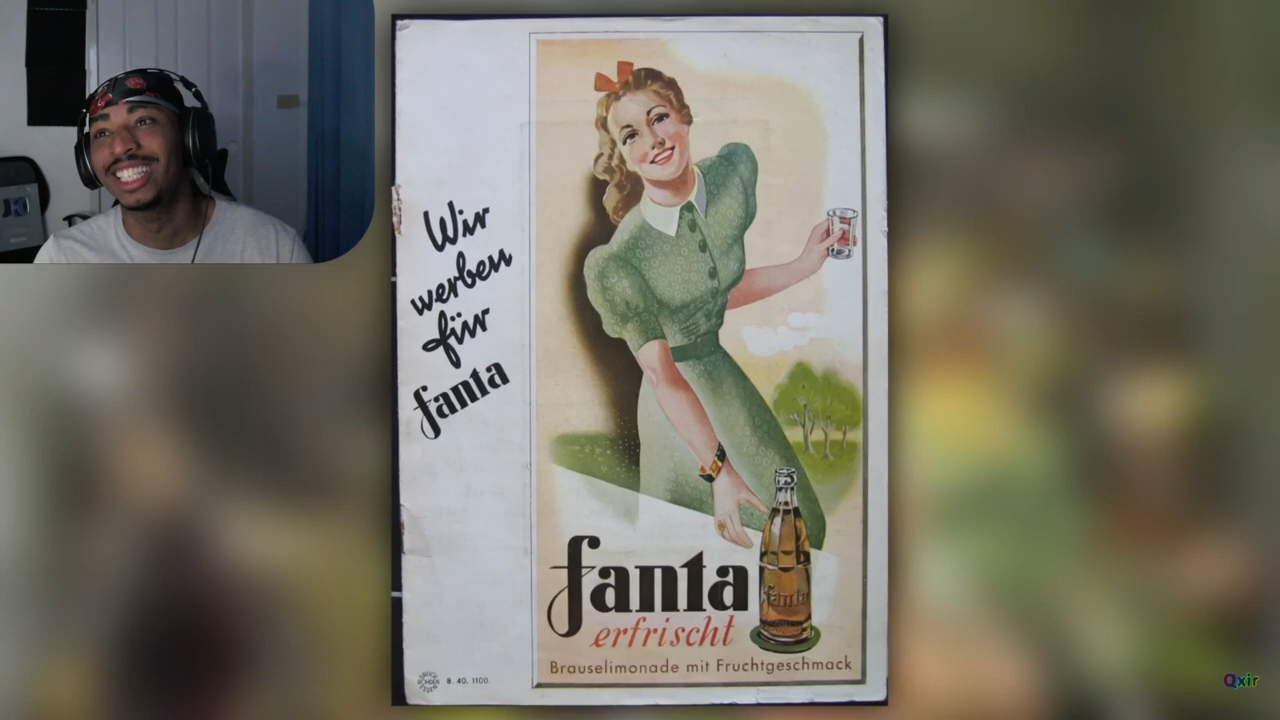 Wir
werben
für
fanta
fanta
erfrischt
Brauselimonade mit Fruchtgeschmack
fanta
8. 40. 1100.
Qxir